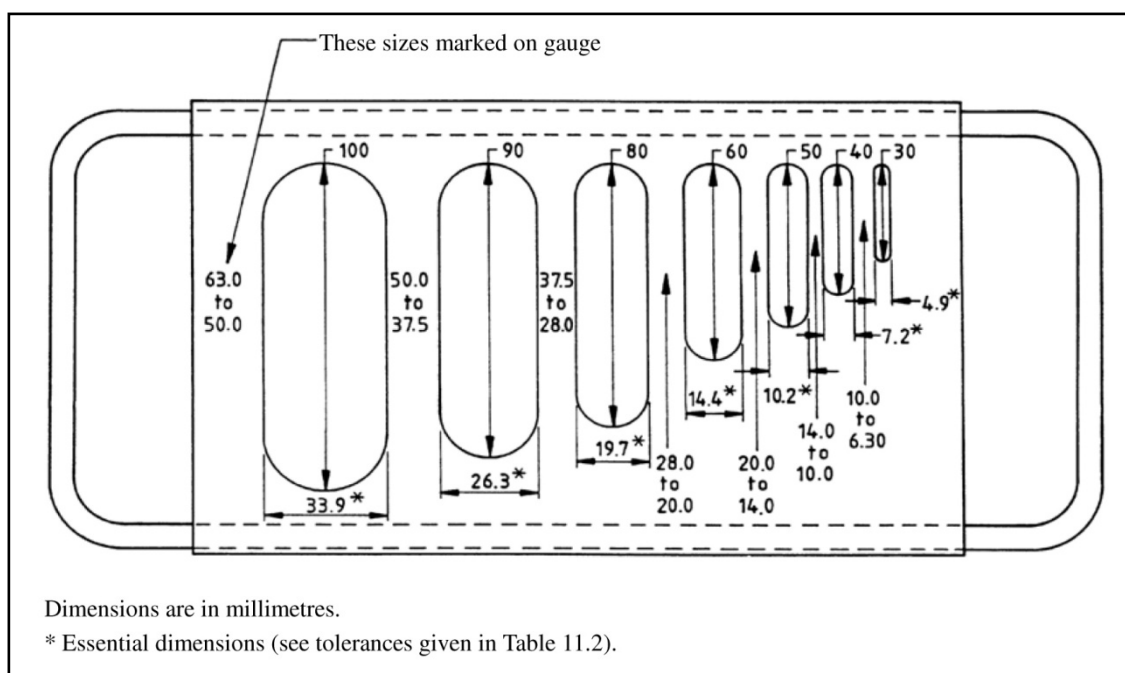 These sizes marked on gauge
100
90
80
60
50
40
30
63.0
to
50.0
50.0
to
37.5
37.5
to
28.0
28.0
to
20.0
20.0
to
14.0
14.0
to
10.0
10.0
to
6.30
33.9*
26.3*
19.7*
14.4*
10.2*
7.2*
4.9*
Dimensions are in millimetres.
* Essential dimensions (see tolerances given in Table 11.2).